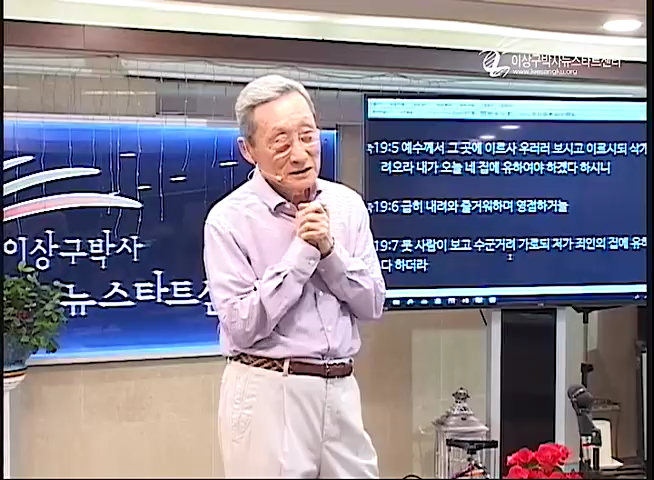 이상구박사뉴스타트센터
www.leesangku.org
19:5 예수께서 그 곳에 이르사 우러러 보시고 이르시되 삭개
려오라 내가 오늘 네 집에 유하여야 하겠다 하시니
19:6 급히 내려와 즐거워하며 영접하거늘
19:7 뭇 사람이 보고 수군거려 가로되 저가 죄인의 집에 유하
다 하더라
이상구박사
뉴스타트센